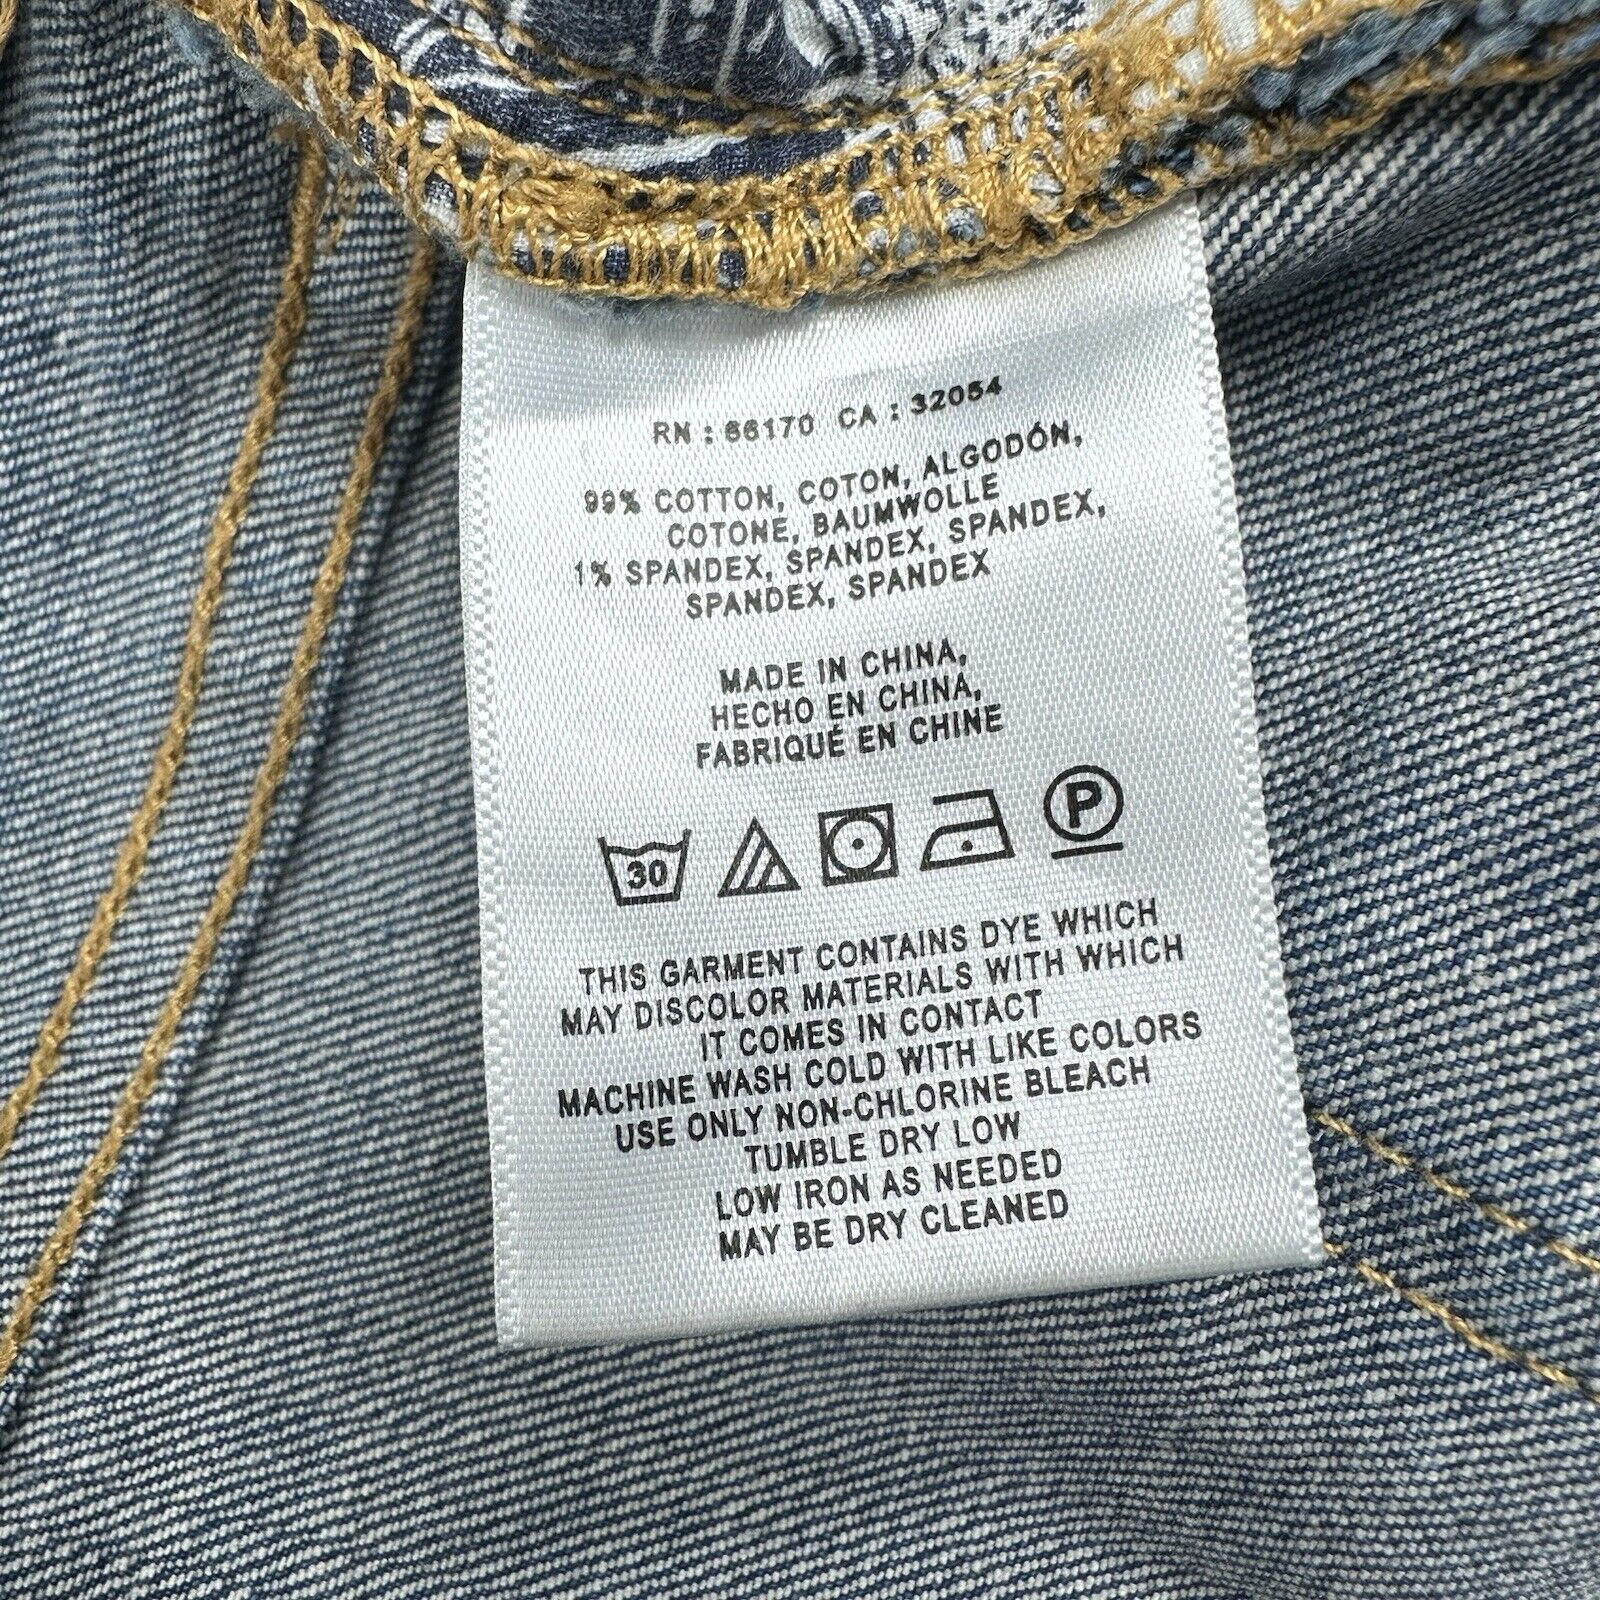 RN : 66170 CA : 32054
99% COTTON, COTON, ALGODÓN,
COTONE, BAUMWOLLE
1% SPANDEX, SPANDEX, SPANDEX,
SPANDEX, SPANDEX
MADE IN CHINA,
HECHO EN CHINA,
FABRIQUÉ EN CHINE
30 P
THIS GARMENT CONTAINS DYE WHICH
MAY DISCOLOR MATERIALS WITH WHICH
IT COMES IN CONTACT
MACHINE WASH COLD WITH LIKE COLORS
USE ONLY NON-CHLORINE BLEACH
TUMBLE DRY LOW
LOW IRON AS NEEDED
MAY BE DRY CLEANED